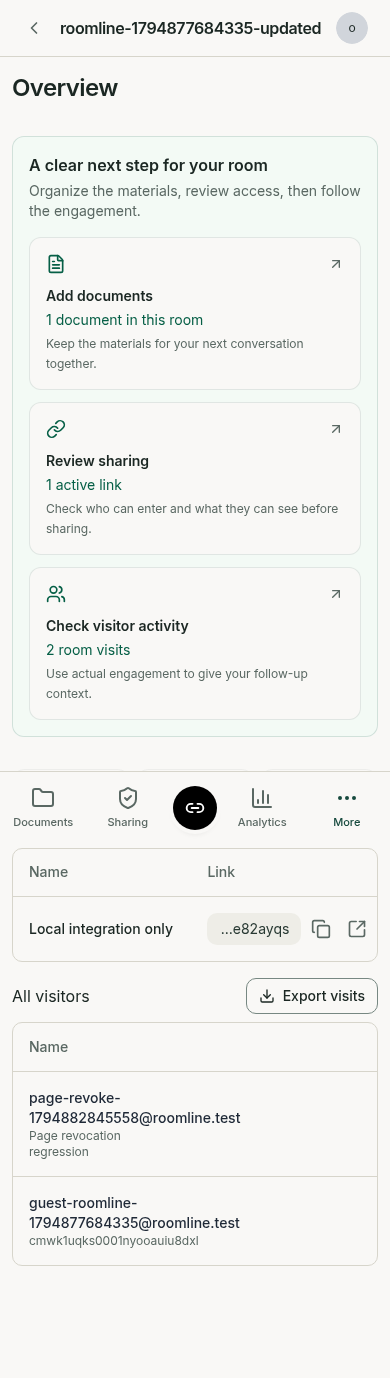 roomline-1794877684335-updated
o
Overview
A clear next step for your room
Organize the materials, review access, then follow
the engagement.
Add documents
1 document in this room
Keep the materials for your next conversation
together.
Review sharing
1 active link
Check who can enter and what they can see before
sharing.
Check visitor activity
2 room visits
Use actual engagement to give your follow-up
context.
Documents Sharing Analytics More
Name Link
Local integration only ...e82ayqs
All visitors Export visits
Name
page-revoke-
1794882845558@roomline.test
Page revocation
regression
guest-roomline-
1794877684335@roomline.test
cmwk1uqks0001nyooauiu8dxl